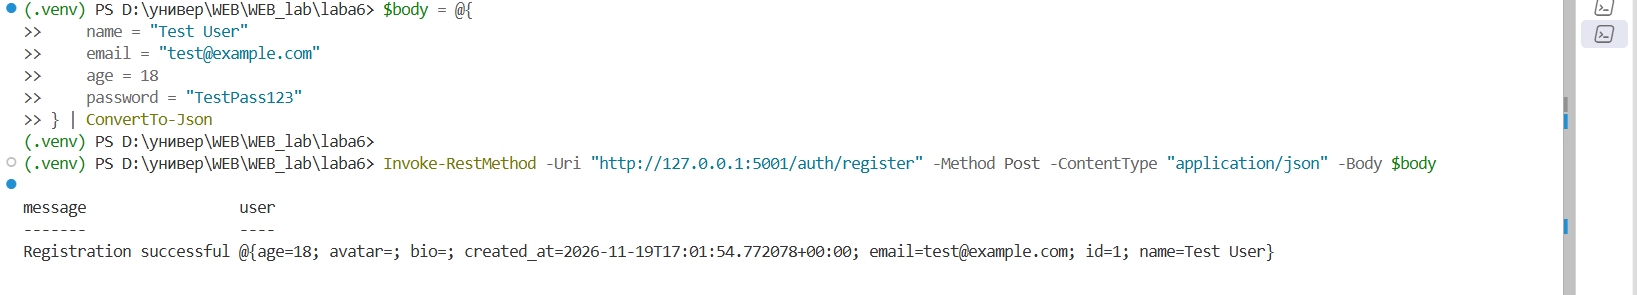 (.venv) PS D:\универ\WEB\WEB_lab\laba6> $body = @{
>>     name = "Test User"
>>     email = "test@example.com"
>>     age = 18
>>     password = "TestPass123"
>> } | ConvertTo-Json
(.venv) PS D:\универ\WEB\WEB_lab\laba6>
(.venv) PS D:\универ\WEB\WEB_lab\laba6> Invoke-RestMethod -Uri "http://127.0.0.1:5001/auth/register" -Method Post -ContentType "application/json" -Body $body
message                user
-------                ----
Registration successful @{age=18; avatar=; bio=; created_at=2026-11-19T17:01:54.772078+00:00; email=test@example.com; id=1; name=Test User}